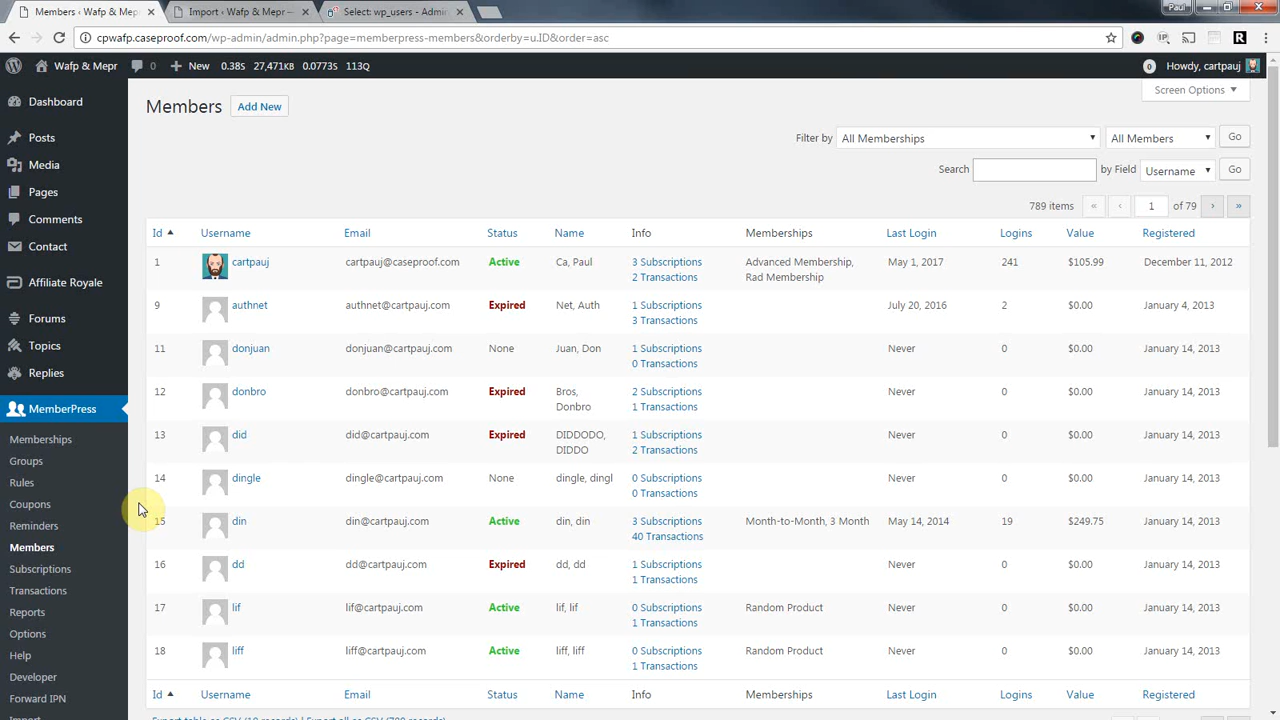 Members ‹ Wafp & Mepr
Import ‹ Wafp & Mepr —
Select: wp_users - Admin
Paul
cpwafp.caseproof.com/wp-admin/admin.php?page=memberpress-members&orderby=u.ID&order=asc
Wafp & Mepr 0 New 0.38S 27,471KB 0.0773S 113Q 0 Howdy, cartpauj
Screen Options
Dashboard
Posts
Media
Pages
Comments
Contact
Affiliate Royale
Forums
Topics
Replies
MemberPress
Memberships
Groups
Rules
Coupons
Reminders
Members
Subscriptions
Transactions
Reports
Options
Help
Developer
Forward IPN
Import
Members Add New
Filter by All Memberships All Members Go
Search by Field Username Go
789 items « ‹ 1 of 79 › »
Id Username Email Status Name Info Memberships Last Login Logins Value Registered
1 cartpauj cartpauj@caseproof.com Active Ca, Paul 3 Subscriptions Advanced Membership, May 1, 2017 241 $105.99 December 11, 2012
2 Transactions Rad Membership
9 authnet authnet@cartpauj.com Expired Net, Auth 1 Subscriptions July 20, 2016 2 $0.00 January 4, 2013
3 Transactions
11 donjuan donjuan@cartpauj.com None Juan, Don 1 Subscriptions Never 0 $0.00 January 14, 2013
0 Transactions
12 donbro donbro@cartpauj.com Expired Bros, 2 Subscriptions Never 0 $0.00 January 14, 2013
Donbro 1 Transactions
13 did did@cartpauj.com Expired DIDDODO, 1 Subscriptions Never 0 $0.00 January 14, 2013
DIDDO 2 Transactions
14 dingle dingle@cartpauj.com None dingle, dingl 0 Subscriptions Never 0 $0.00 January 14, 2013
0 Transactions
15 din din@cartpauj.com Active din, din 3 Subscriptions Month-to-Month, 3 Month May 14, 2014 19 $249.75 January 14, 2013
40 Transactions
16 dd dd@cartpauj.com Expired dd, dd 1 Subscriptions Never 0 $0.00 January 14, 2013
1 Transactions
17 lif lif@cartpauj.com Active lif, lif 0 Subscriptions Random Product Never 0 $0.00 January 14, 2013
1 Transactions
18 liff liff@cartpauj.com Active liff, liff 0 Subscriptions Random Product Never 0 $0.00 January 14, 2013
1 Transactions
Id Username Email Status Name Info Memberships Last Login Logins Value Registered